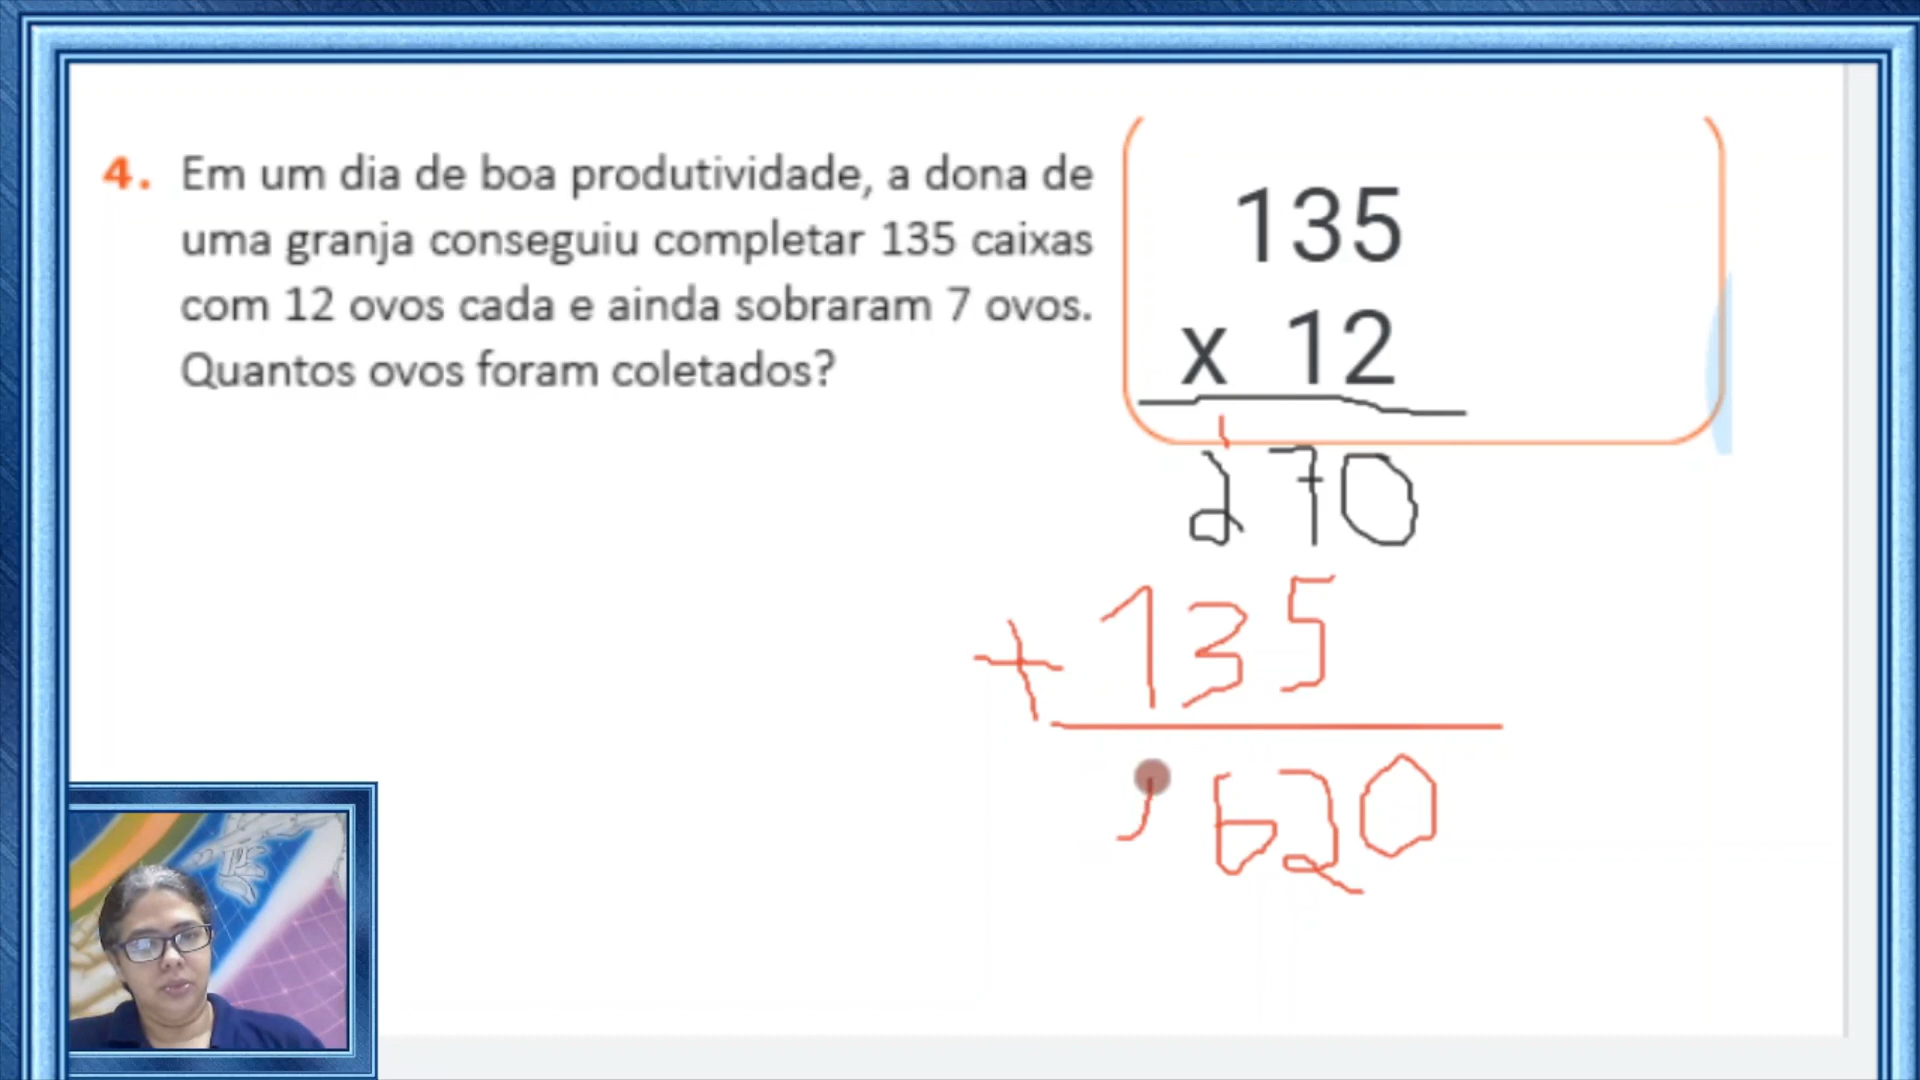 4. Em um dia de boa produtividade, a dona de
uma granja conseguiu completar 135 caixas
com 12 ovos cada e ainda sobraram 7 ovos.
Quantos ovos foram coletados?
135
x 12
1
270
+ 135
1620